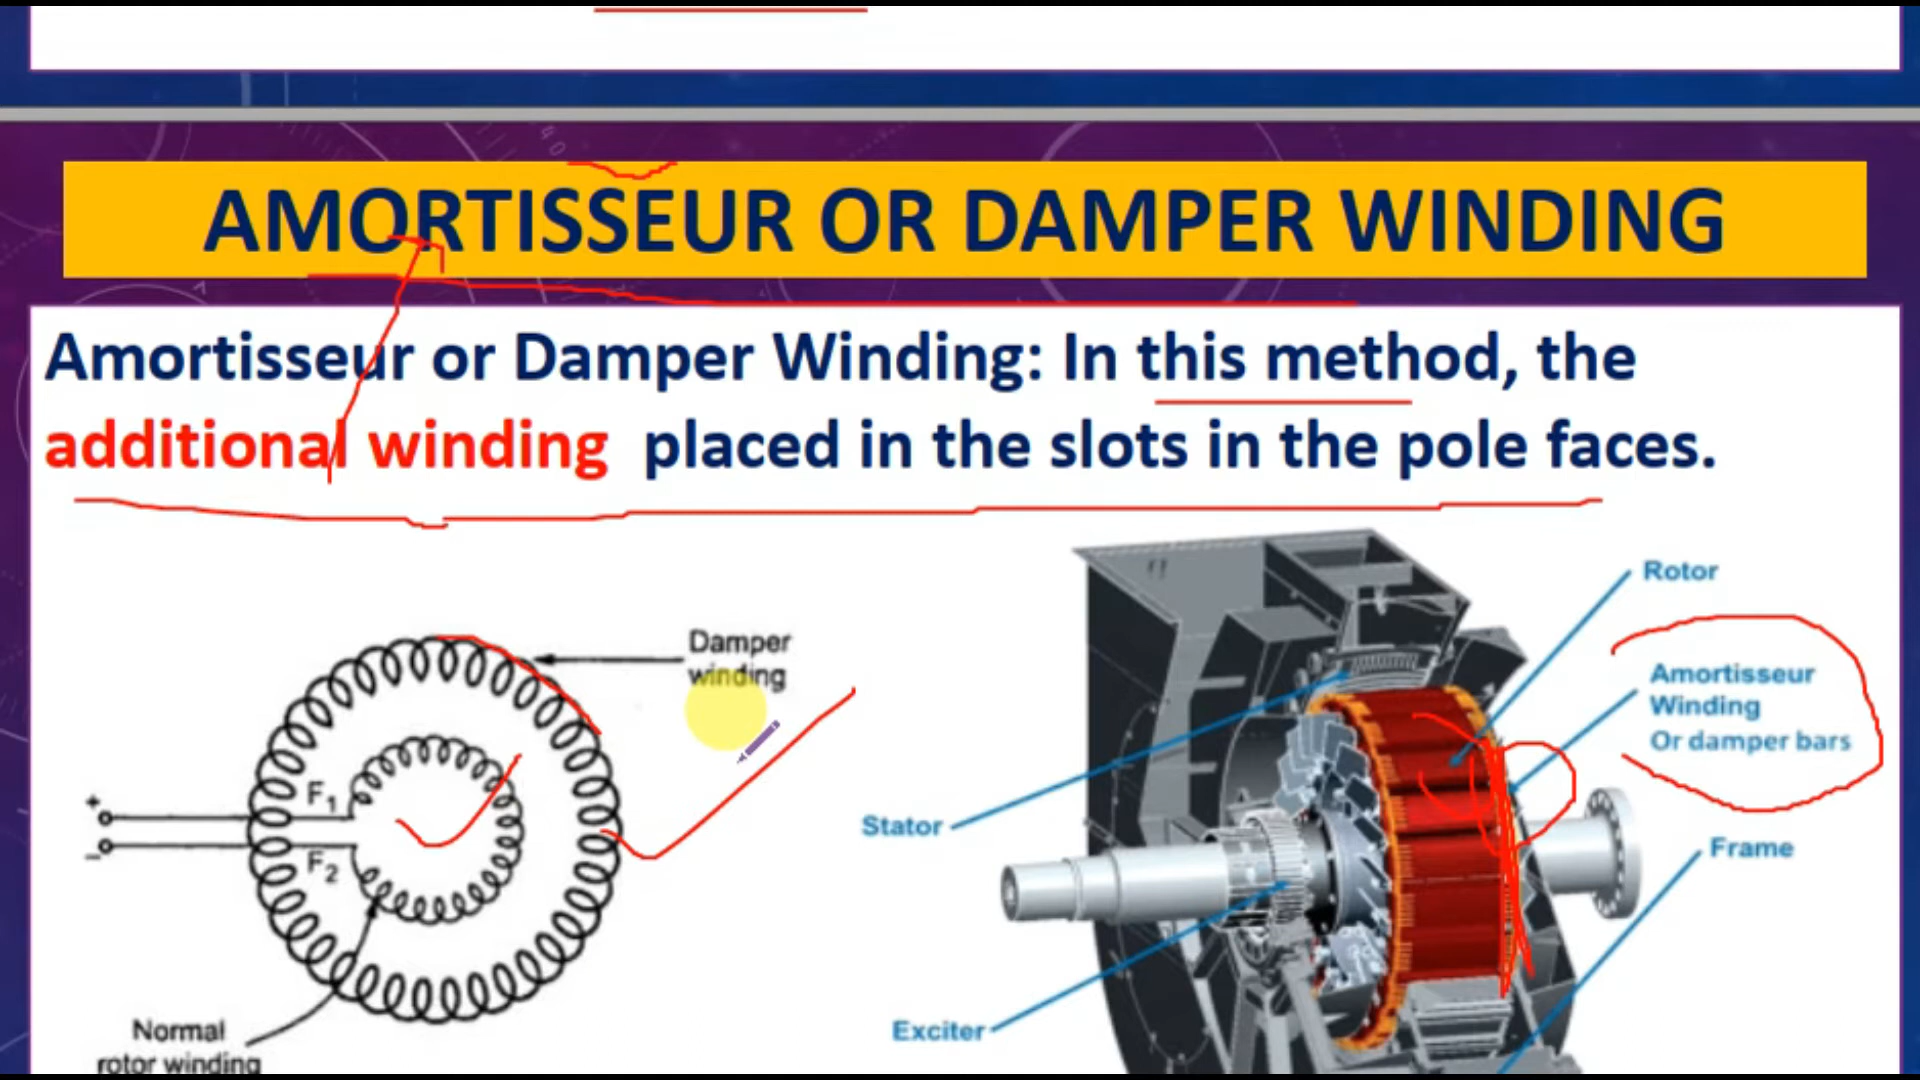 AMORTISSEUR OR DAMPER WINDING
Amortisseur or Damper Winding: In this method, the
additional winding placed in the slots in the pole faces.
Damper
winding
+
F1
−
F2
Normal
rotor winding
Rotor
Amortisseur
Winding
Or damper bars
Stator
Frame
Exciter